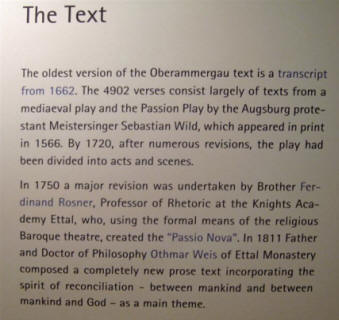 The Text
The oldest version of the Oberammergau text is a transcript
from 1662. The 4902 verses consist largely of texts from a
mediaeval play and the Passion Play by the Augsburg prote-
stant Meistersinger Sebastian Wild, which appeared in print
in 1566. By 1720, after numerous revisions, the play had
been divided into acts and scenes.
In 1750 a major revision was undertaken by Brother Fer-
dinand Rosner, Professor of Rhetoric at the Knights Aca-
demy Ettal, who, using the formal means of the religious
Baroque theatre, created the "Passio Nova". In 1811 Father
and Doctor of Philosophy Othmar Weis of Ettal Monastery
composed a completely new prose text incorporating the
spirit of reconciliation – between mankind and between
mankind and God – as a main theme.